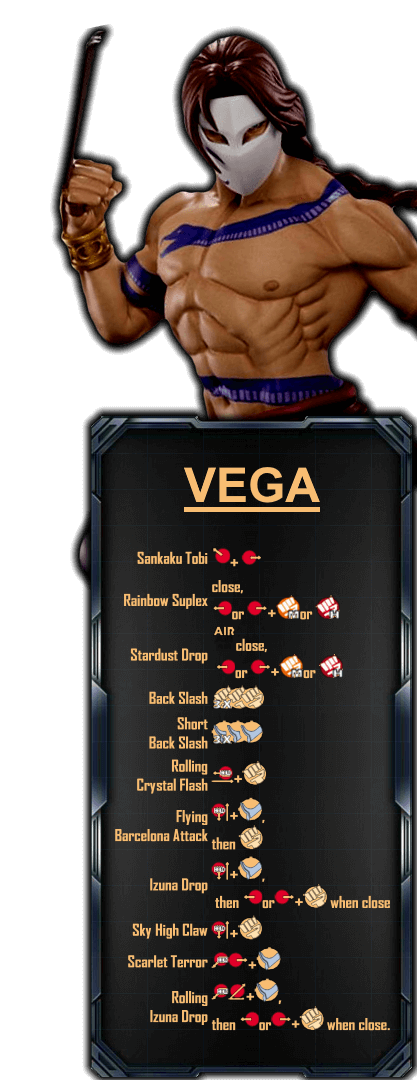 VEGA
Sankaku Tobi +
close,
Rainbow Suplex or + M or H
AIR
close,
Stardust Drop or + M or H
Back Slash 3X
Short
Back Slash 3X
Rolling
Crystal Flash +
Flying +,
Barcelona Attack then
Izuna Drop +,
then or + when close
Sky High Claw +
Scarlet Terror +
Rolling +,
Izuna Drop then or + when close.